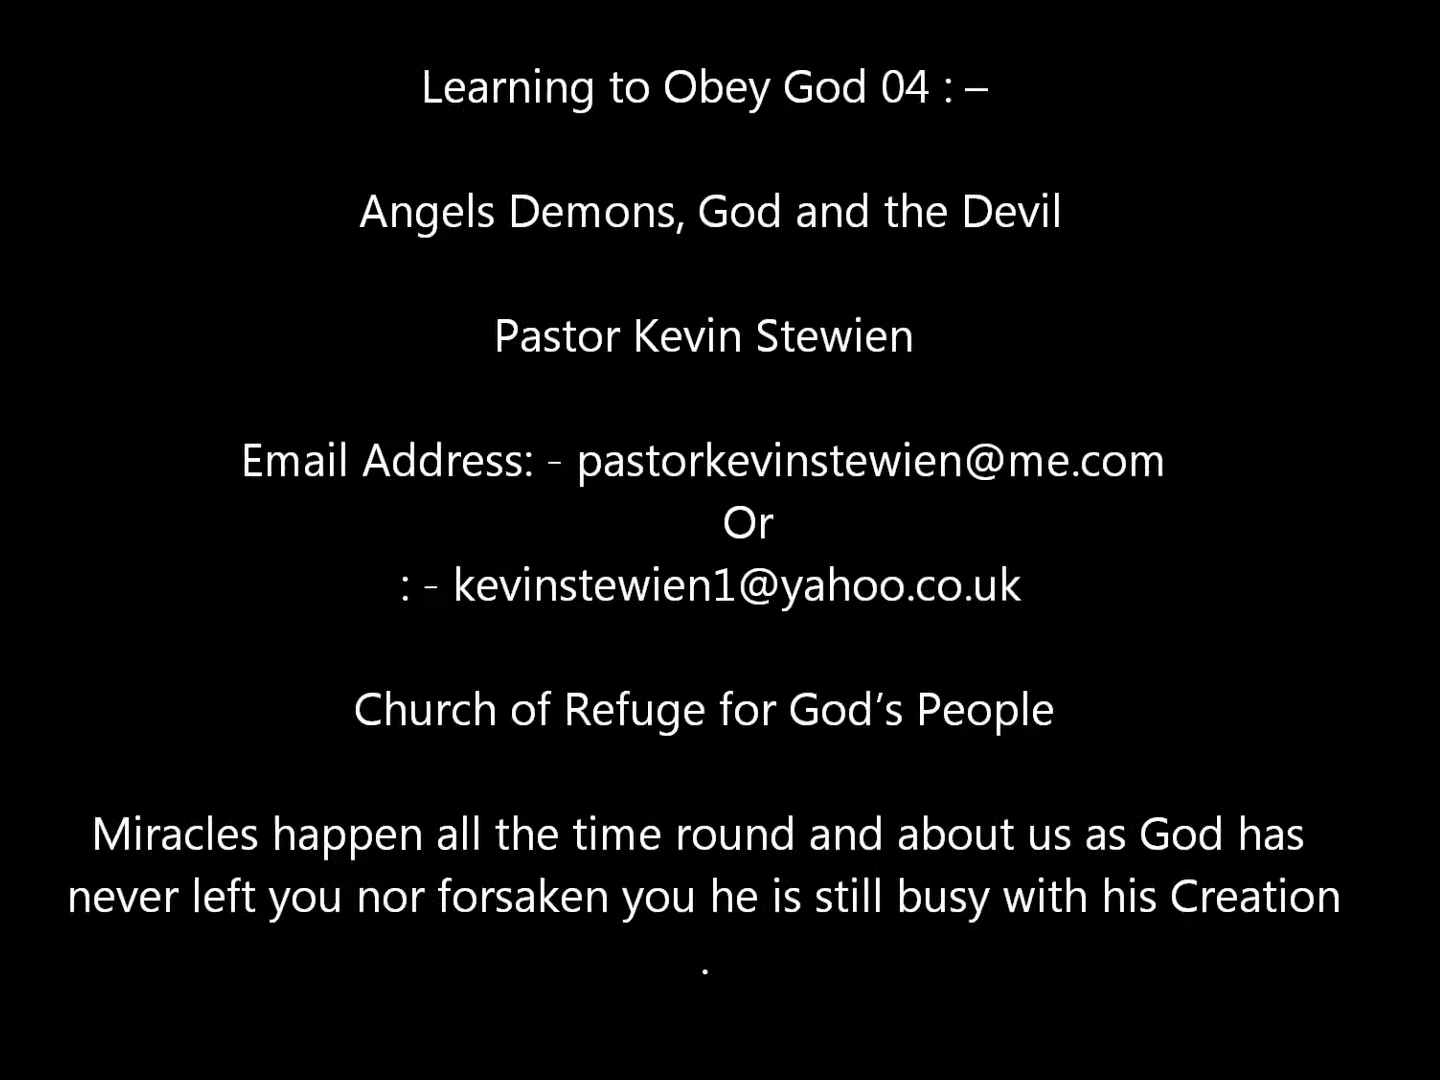 Learning to Obey God 04 : –
Angels Demons, God and the Devil
Pastor Kevin Stewien
Email Address: - pastorkevinstewien@me.com
Or
: - kevinstewien1@yahoo.co.uk
Church of Refuge for God’s People
Miracles happen all the time round and about us as God has
never left you nor forsaken you he is still busy with his Creation
.